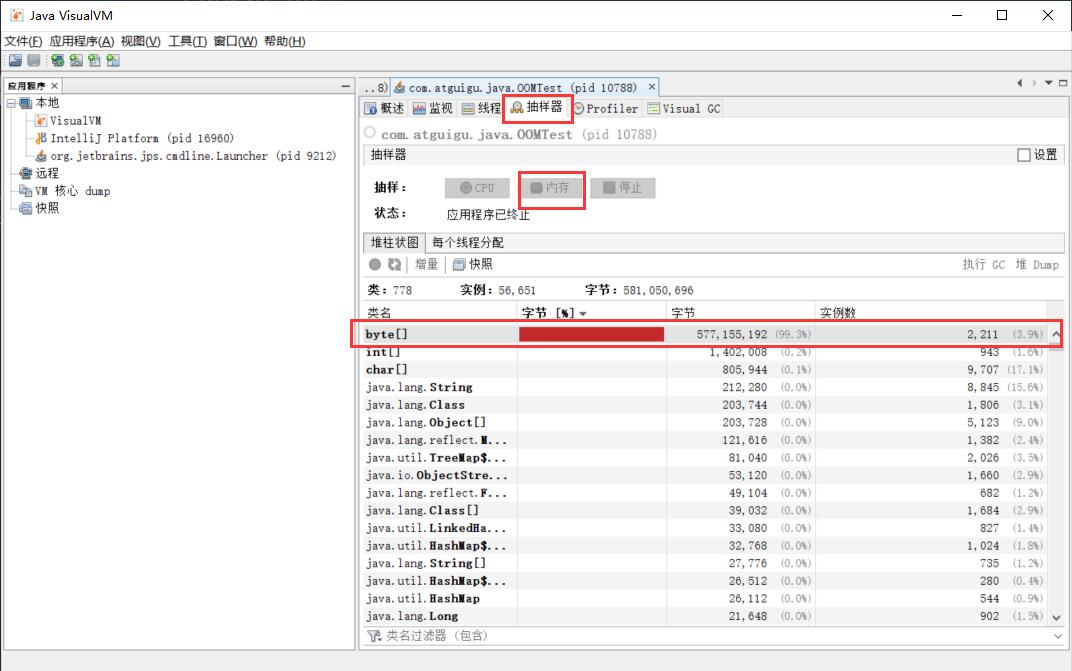 Java VisualVM
文件(F) 应用程序(A) 视图(V) 工具(T) 窗口(W) 帮助(H)
应用程序
本地
VisualVM
IntelliJ Platform (pid 16960)
org.jetbrains.jps.cmdline.Launcher (pid 9212)
远程
VM 核心 dump
快照
..8) com.atguigu.java.OOMTest (pid 10788)
概述 监视 线程 抽样器 Profiler Visual GC
com.atguigu.java.OOMTest (pid 10788)
抽样器 设置
抽样： CPU 内存 停止
状态： 应用程序已终止
堆柱状图 每个线程分配
增量 快照 执行 GC 堆 Dump
类：778 实例：56,651 字节：581,050,696
类名 字节 [%] 字节 实例数
byte[] 577,155,192 (99.3%) 2,211 (3.9%)
int[] 1,402,008 (0.2%) 943 (1.6%)
char[] 805,944 (0.1%) 9,707 (17.1%)
java.lang.String 212,280 (0.0%) 8,845 (15.6%)
java.lang.Class 203,744 (0.0%) 1,806 (3.1%)
java.lang.Object[] 203,728 (0.0%) 5,123 (9.0%)
java.lang.reflect.M... 121,616 (0.0%) 1,382 (2.4%)
java.util.TreeMap$... 81,040 (0.0%) 2,026 (3.5%)
java.io.ObjectStre... 53,120 (0.0%) 1,660 (2.9%)
java.lang.reflect.F... 49,104 (0.0%) 682 (1.2%)
java.lang.Class[] 39,032 (0.0%) 1,684 (2.9%)
java.util.LinkedHa... 33,080 (0.0%) 827 (1.4%)
java.util.HashMap$... 32,768 (0.0%) 1,024 (1.8%)
java.lang.String[] 27,776 (0.0%) 735 (1.2%)
java.util.HashMap$... 26,512 (0.0%) 280 (0.4%)
java.util.HashMap 26,112 (0.0%) 544 (0.9%)
java.lang.Long 21,648 (0.0%) 902 (1.5%)
类名过滤器（包含）